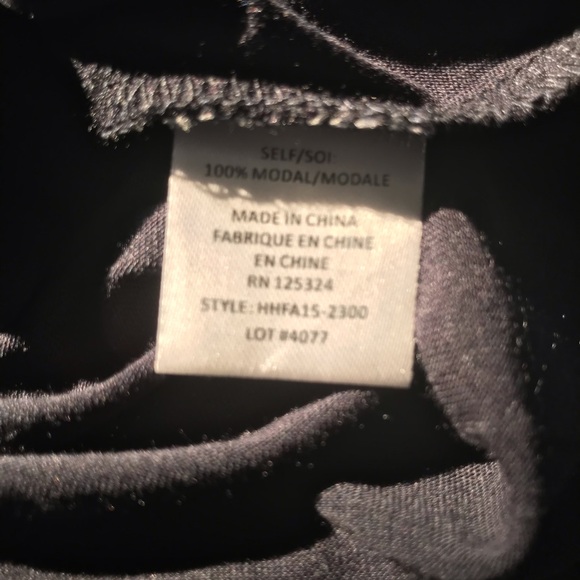 SELF/SOI
100% MODAL/MODALE
MADE IN CHINA
FABRIQUE EN CHINE
EN CHINE
RN 125324
STYLE: HHFA15-2300
LOT #4077